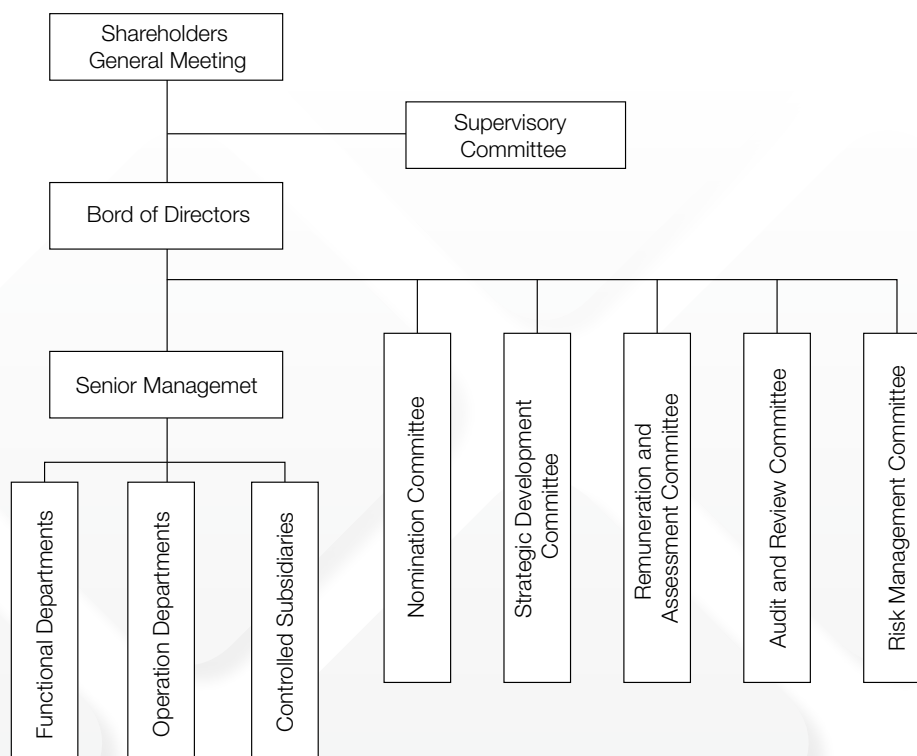 Shareholders
General Meeting
Supervisory
Committee
Bord of Directors
Senior Managemet
Nomination Committee
Strategic Development
Committee
Remuneration and
Assessment Committee
Audit and Review Committee
Risk Management Committee
Functional Departments
Operation Departments
Controlled Subsidiaries